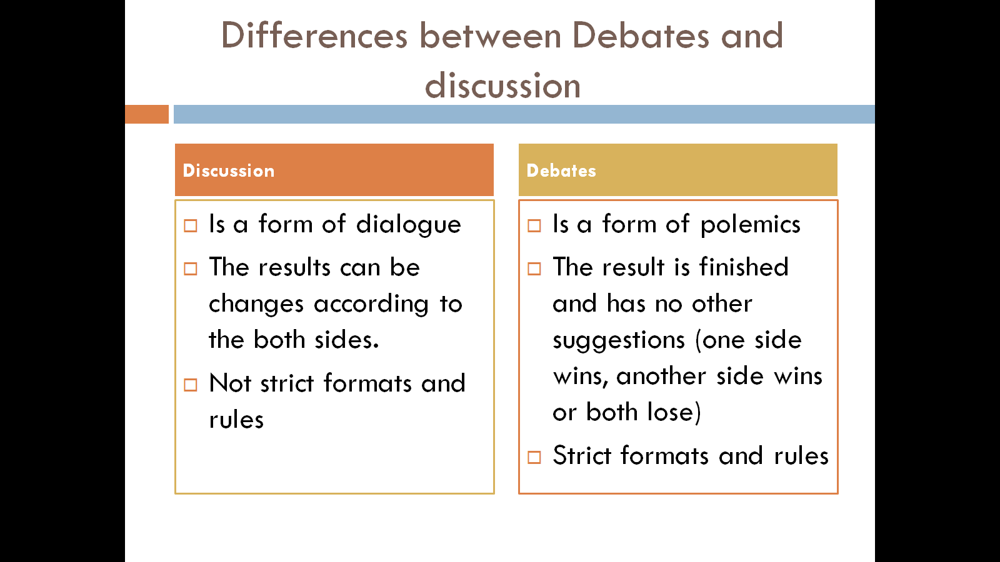 Differences between Debates and
discussion
Discussion
Is a form of dialogue
The results can be
changes according to
the both sides.
Not strict formats and
rules
Debates
Is a form of polemics
The result is finished
and has no other
suggestions (one side
wins, another side wins
or both lose)
Strict formats and rules